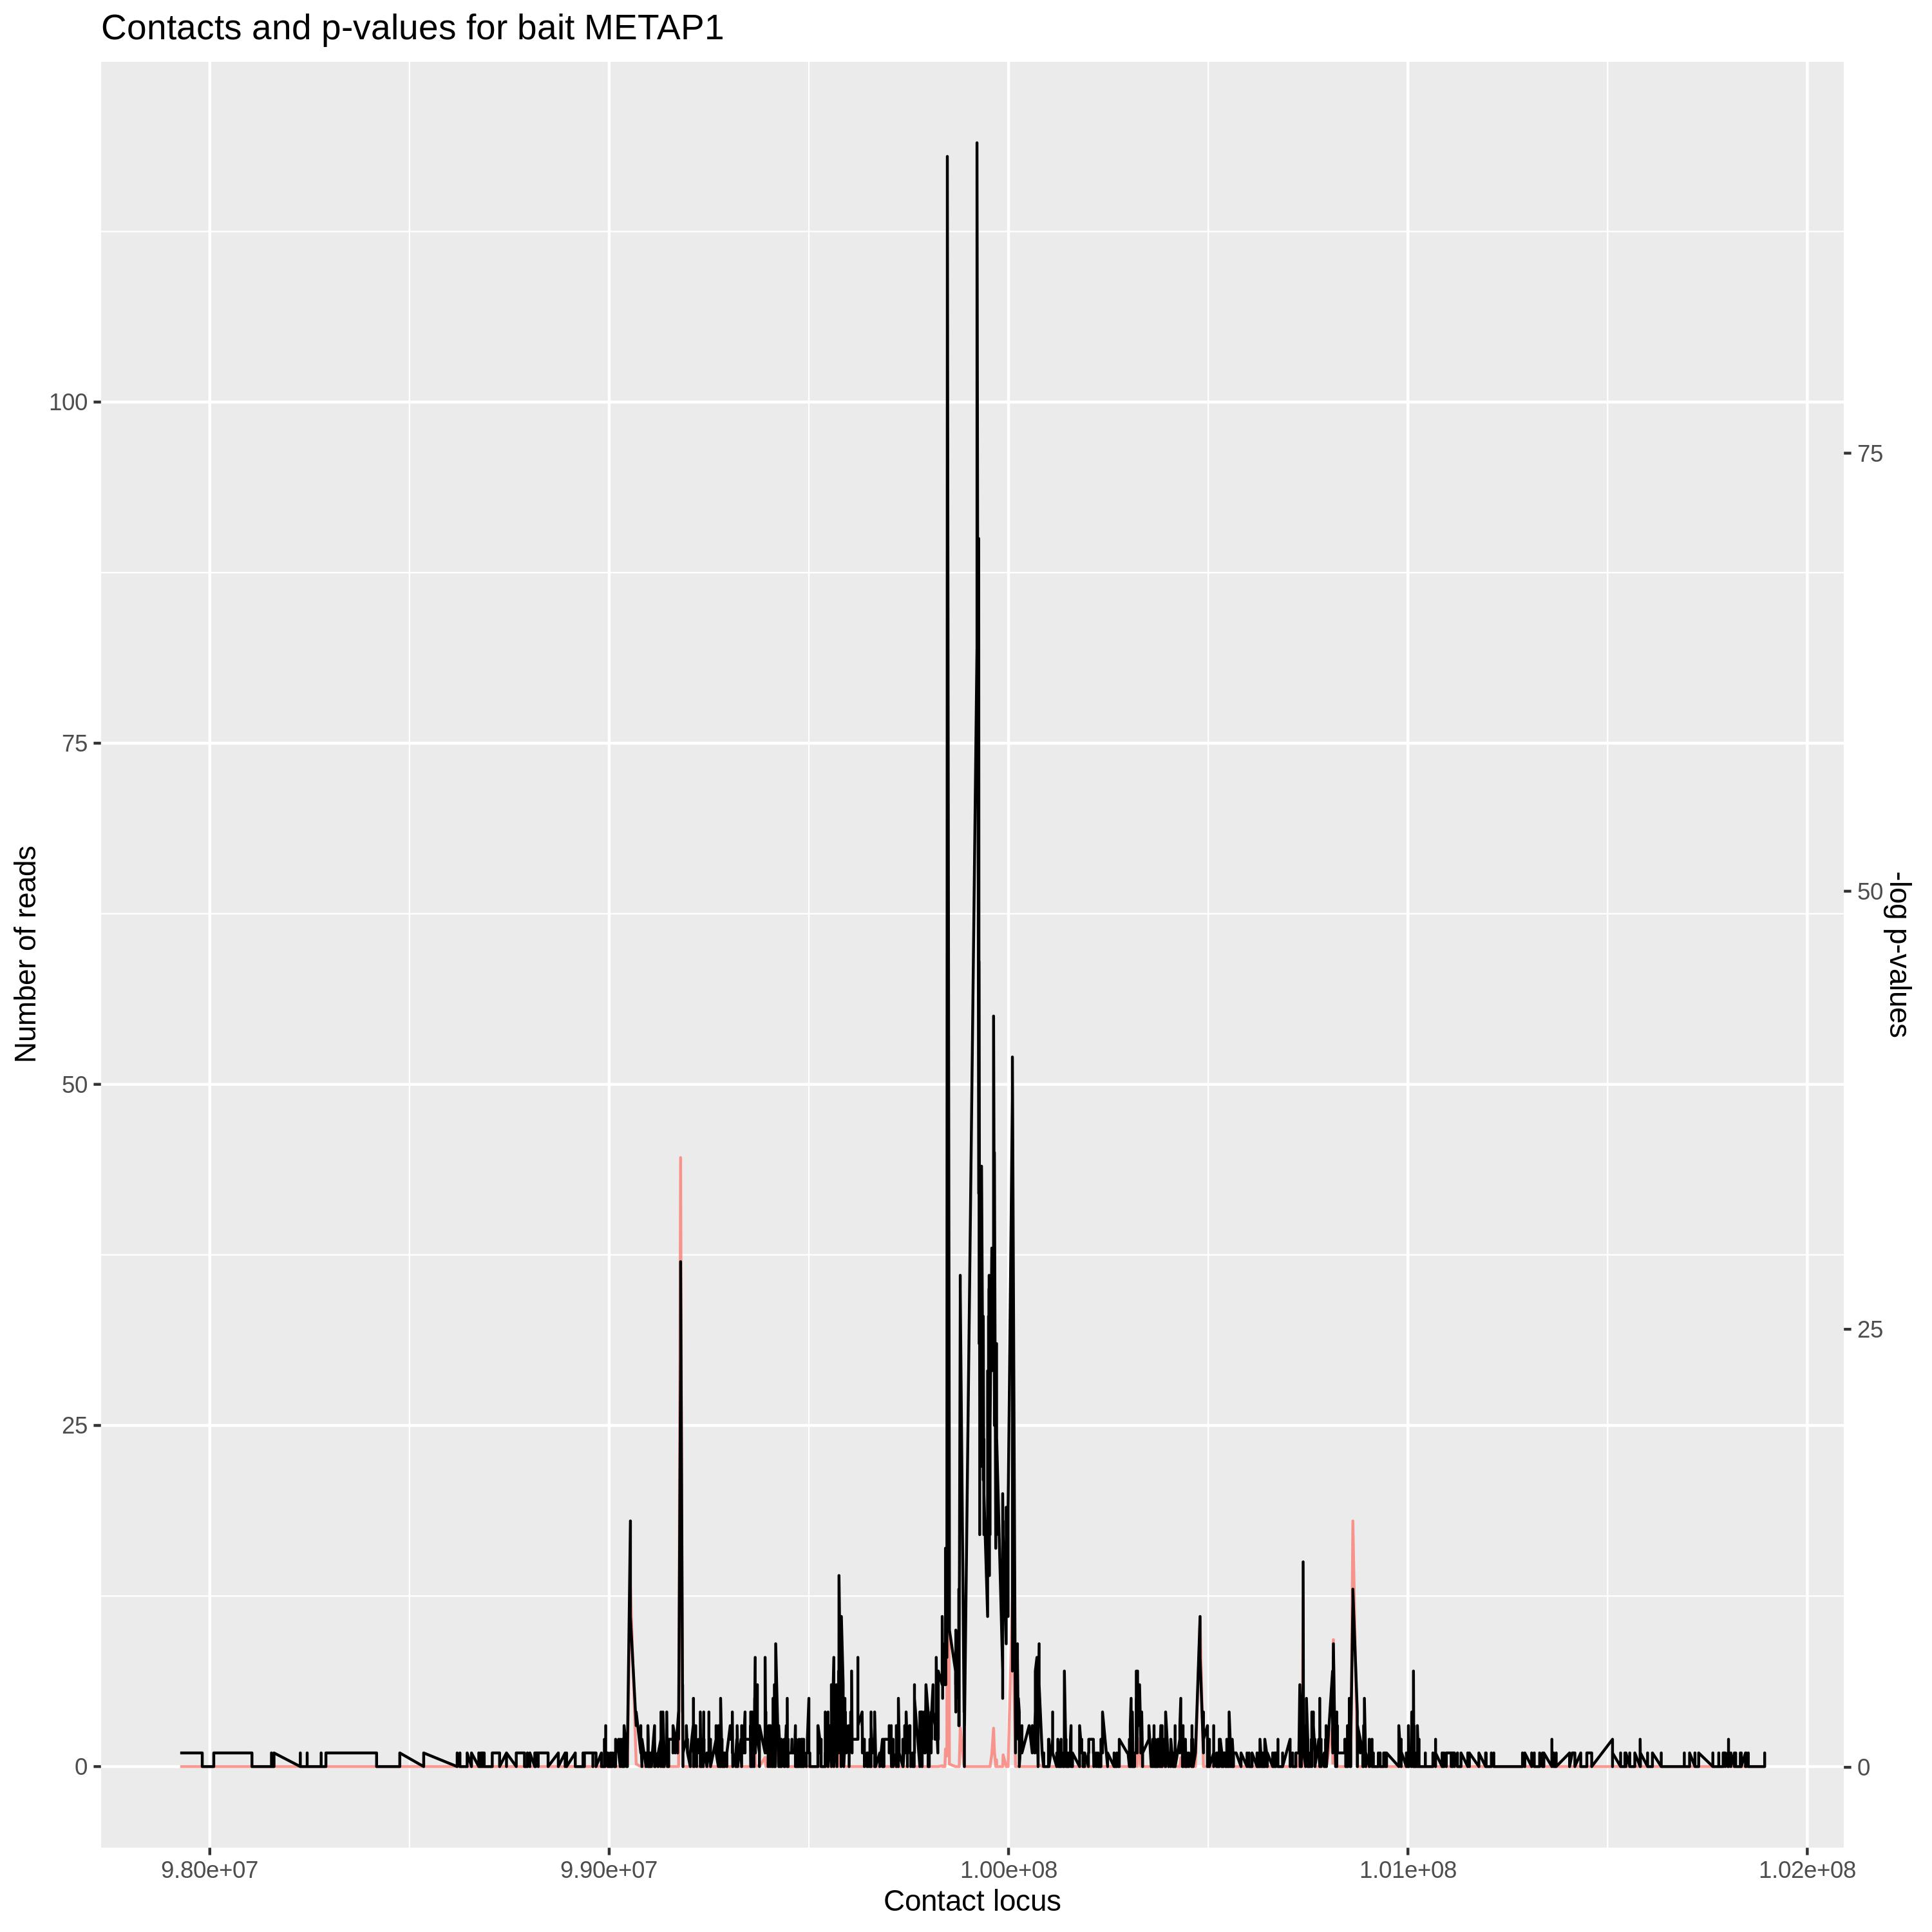 Contacts and p-values for bait METAP1
Number of reads
100
75
50
25
0
75
50
25
0
-log p-values
9.80e+07
9.90e+07
1.00e+08
1.01e+08
1.02e+08
Contact locus